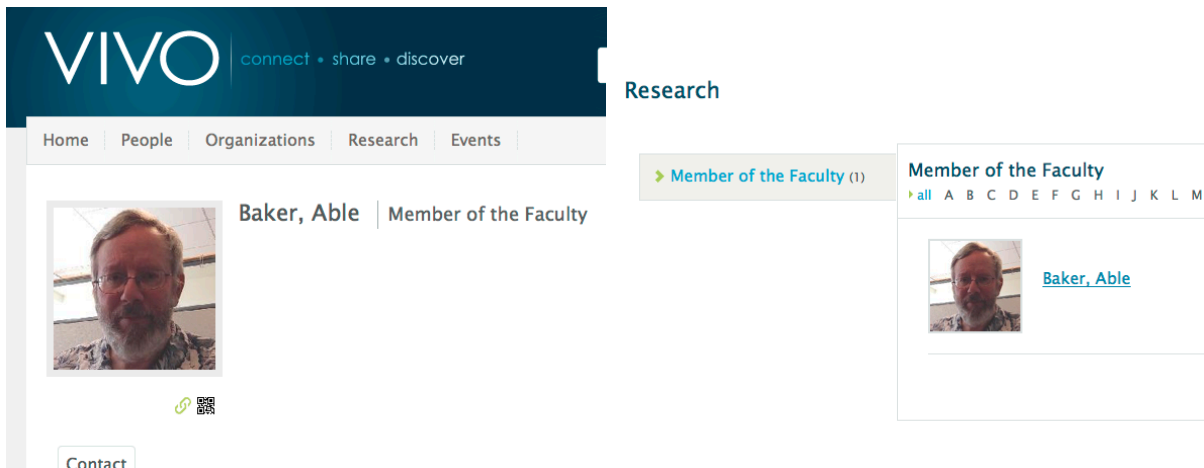 VIVO
connect • share • discover
Home People Organizations Research Events
Baker, Able Member of the Faculty
Contact
Research
Member of the Faculty (1)
Member of the Faculty
all A B C D E F G H I J K L M
Baker, Able